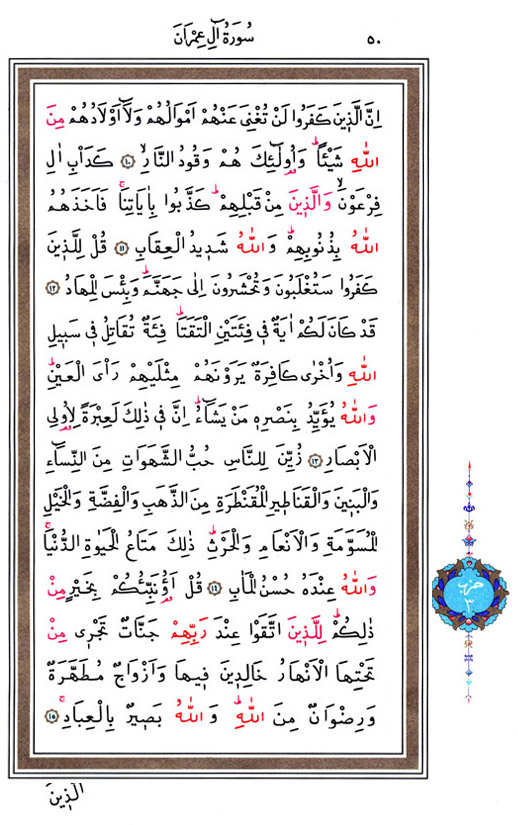 ٥٠ سُورَةُ اٰلِ عِمْرَانَ
اِنَّ الَّذٖينَ كَفَرُوا لَنْ تُغْنِىَ عَنْهُمْ اَمْوَالُهُمْ وَلَٓا اَوْلَادُهُمْ مِنَ
اللّٰهِ شَيْـًٔاؕ وَاُو۬لٰٓئِكَ هُمْ وَقُودُ النَّارِۙ ﴿١٠﴾ كَدَاْبِ اٰلِ
فِرْعَوْنَۙ وَالَّذٖينَ مِنْ قَبْلِهِمْؕ كَذَّبُوا بِاٰيَاتِنَاۚ فَاَخَذَهُمُ
اللّٰهُ بِذُنُوبِهِمْؕ وَاللّٰهُ شَدٖيدُ الْعِقَابِ ﴿١١﴾ قُلْ لِلَّذٖينَ
كَفَرُوا سَتُغْلَبُونَ وَتُحْشَرُونَ اِلٰى جَهَنَّمَؕ وَبِئْسَ الْمِهَادُ ﴿١٢﴾
قَدْ كَانَ لَكُمْ اٰيَةٌ فٖى فِئَتَيْنِ الْتَقَتَاؕ فِئَةٌ تُقَاتِلُ فٖى سَبٖيلِ
اللّٰهِ وَاُخْرٰى كَافِرَةٌ يَرَوْنَهُمْ مِثْلَيْهِمْ رَاْىَ الْعَيْنِؕ
وَاللّٰهُ يُؤَيِّدُ بِنَصْرِهٖ مَنْ يَشَٓاءُؕ اِنَّ فٖى ذٰلِكَ لَعِبْرَةً لِاُو۬لِى
الْاَبْصَارِ ﴿١٣﴾ زُيِّنَ لِلنَّاسِ حُبُّ الشَّهَوَاتِ مِنَ النِّسَٓاءِ
وَالْبَنٖينَ وَالْقَنَاطٖيرِ الْمُقَنْطَرَةِ مِنَ الذَّهَبِ وَالْفِضَّةِ وَالْخَيْلِ
الْمُسَوَّمَةِ وَالْاَنْعَامِ وَالْحَرْثِؕ ذٰلِكَ مَتَاعُ الْحَيٰوةِ الدُّنْيَاۚ
وَاللّٰهُ عِنْدَهُ حُسْنُ الْمَاٰبِ ﴿١٤﴾ قُلْ اَؤُ۬نَبِّئُكُمْ بِخَيْرٍ مِنْ
ذٰلِكُمْؕ لِلَّذٖينَ اتَّقَوْا عِنْدَ رَبِّهِمْ جَنَّاتٌ تَجْرٖى مِنْ
تَحْتِهَا الْاَنْهَارُ خَالِدٖينَ فٖيهَا وَاَزْوَاجٌ مُطَهَّرَةٌ
وَرِضْوَانٌ مِنَ اللّٰهِؕ وَاللّٰهُ بَصٖيرٌ بِالْعِبَادِۚ ﴿١٥﴾
حزب
٣
اَلَّذٖينَ